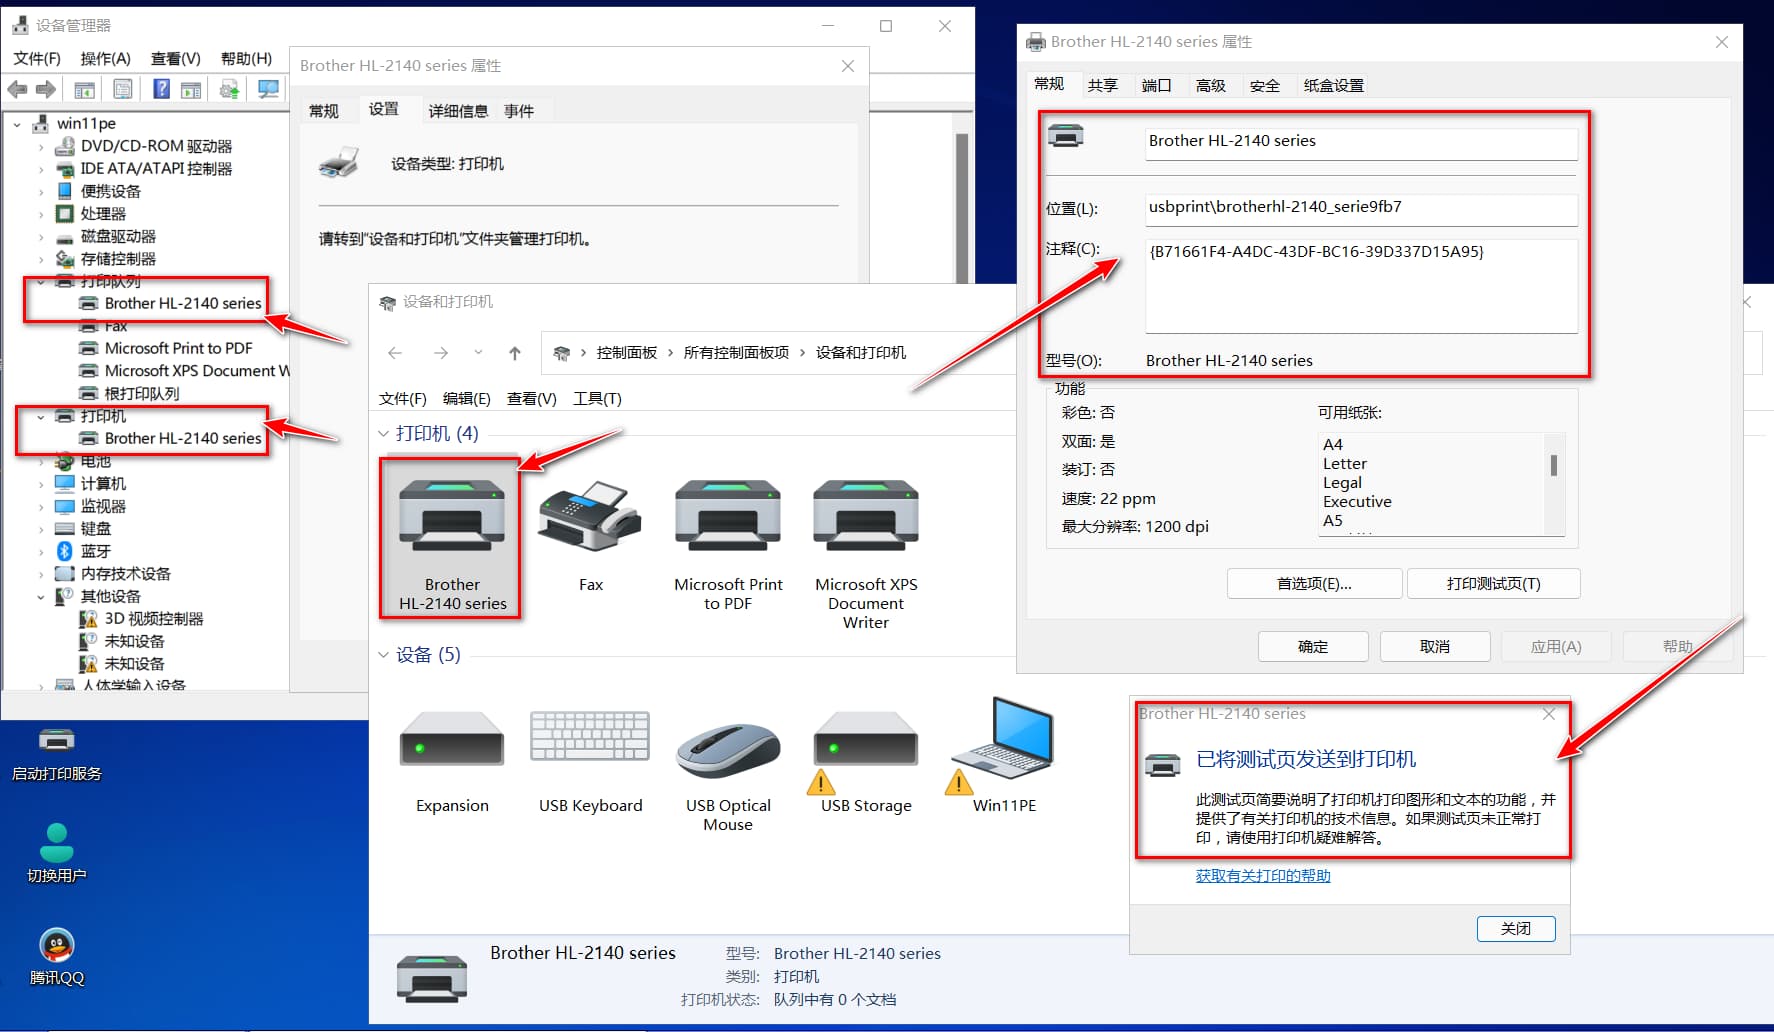 设备管理器
文件(F) 操作(A) 查看(V) 帮助(H)
win11pe
DVD/CD-ROM 驱动器
IDE ATA/ATAPI 控制器
便携设备
处理器
磁盘驱动器
存储控制器
打印队列
Brother HL-2140 series
Fax
Microsoft Print to PDF
Microsoft XPS Document W
根打印队列
打印机
Brother HL-2140 series
电池
计算机
监视器
键盘
蓝牙
内存技术设备
其他设备
3D 视频控制器
未知设备
未知设备
人体学输入设备
Brother HL-2140 series 属性
常规 设置 详细信息 事件
设备类型: 打印机
请转到“设备和打印机”文件夹管理打印机。
设备和打印机
控制面板 › 所有控制面板项 › 设备和打印机
文件(F) 编辑(E) 查看(V) 工具(T)
打印机 (4)
Brother
HL-2140 series
Fax
Microsoft Print
to PDF
Microsoft XPS
Document
Writer
设备 (5)
Expansion
USB Keyboard
USB Optical
Mouse
USB Storage
Win11PE
Brother HL-2140 series
型号: Brother HL-2140 series
类别: 打印机
打印机状态: 队列中有 0 个文档
Brother HL-2140 series 属性
常规 共享 端口 高级 安全 纸盒设置
Brother HL-2140 series
位置(L): usbprint\brotherhl-2140_serie9fb7
注释(C): {B71661F4-A4DC-43DF-BC16-39D337D15A95}
型号(O): Brother HL-2140 series
功能
彩色: 否
双面: 是
装订: 否
速度: 22 ppm
最大分辨率: 1200 dpi
可用纸张:
A4
Letter
Legal
Executive
A5
首选项(E)... 打印测试页(T)
确定 取消 应用(A) 帮助
Brother HL-2140 series
已将测试页发送到打印机
此测试页简要说明了打印机打印图形和文本的功能，并
提供了有关打印机的技术信息。如果测试页未正常打
印，请使用打印机疑难解答。
获取有关打印的帮助
关闭
启动打印服务
切换用户
腾讯QQ